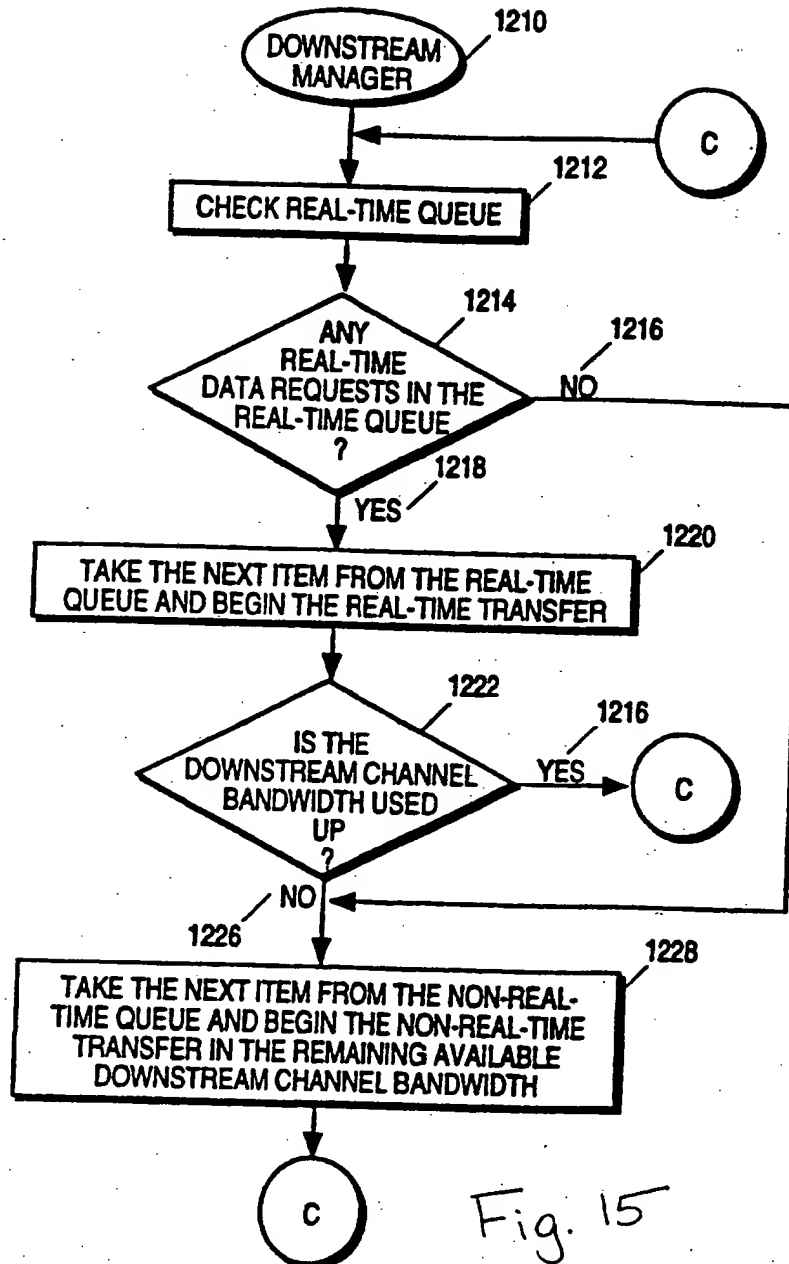 1210
DOWNSTREAM
MANAGER
C
1212
CHECK REAL-TIME QUEUE
1214
ANY
REAL-TIME
DATA REQUESTS IN THE
REAL-TIME QUEUE
?
1216
NO
1218
YES
1220
TAKE THE NEXT ITEM FROM THE REAL-TIME
QUEUE AND BEGIN THE REAL-TIME TRANSFER
1222
IS THE
DOWNSTREAM CHANNEL
BANDWIDTH USED
UP
?
1216
YES
C
NO
1226
1228
TAKE THE NEXT ITEM FROM THE NON-REAL-
TIME QUEUE AND BEGIN THE NON-REAL-TIME
TRANSFER IN THE REMAINING AVAILABLE
DOWNSTREAM CHANNEL BANDWIDTH
C
Fig. 15